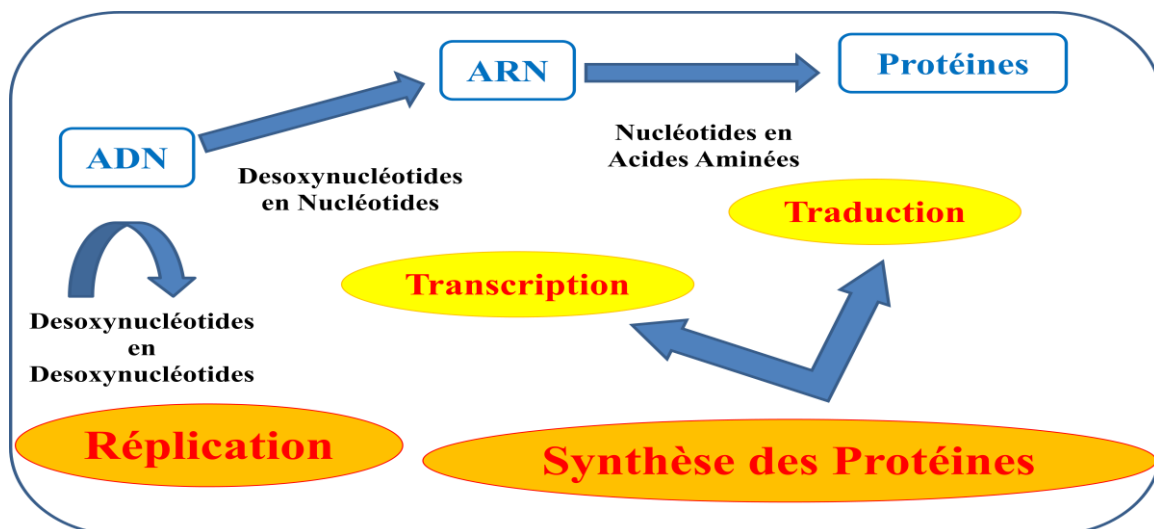 ARN
Protéines
ADN
Desoxynucléotides
en Nucléotides
Nucléotides en
Acides Aminées
Traduction
Transcription
Desoxynucléotides
en
Desoxynucléotides
Réplication
Synthèse des Protéines